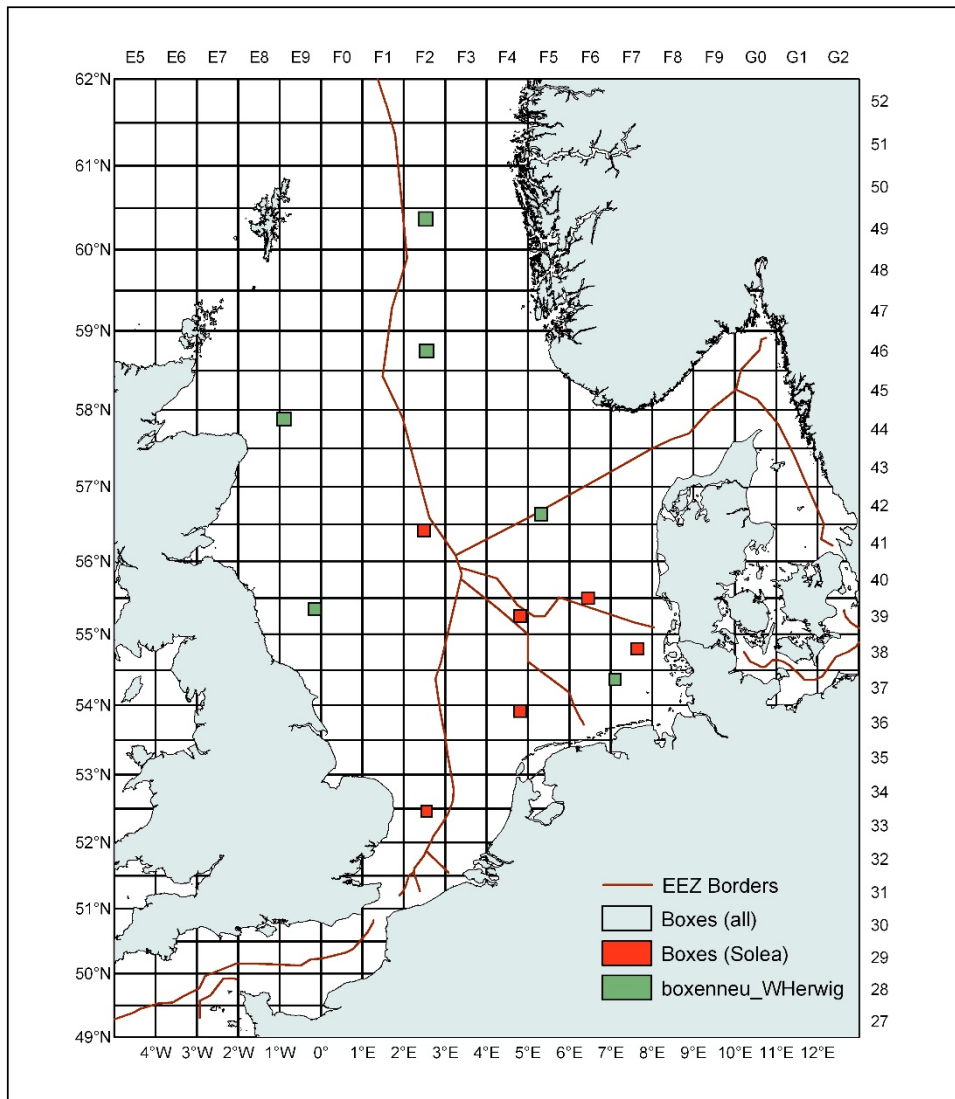 E5 E6 E7 E8 E9 F0 F1 F2 F3 F4 F5 F6 F7 F8 F9 G0 G1 G2
62°N
52
51
61°N
50
49
60°N
48
47
59°N
46
45
58°N
44
43
57°N
42
41
56°N
40
39
55°N
38
37
54°N
36
35
53°N
34
33
52°N
32
31
51°N
30
29
50°N
28
27
49°N
EEZ Borders
Boxes (all)
Boxes (Solea)
boxenneu_WHerwig
4°W 3°W 2°W 1°W 0° 1°E 2°E 3°E 4°E 5°E 6°E 7°E 8°E 9°E 10°E 11°E 12°E